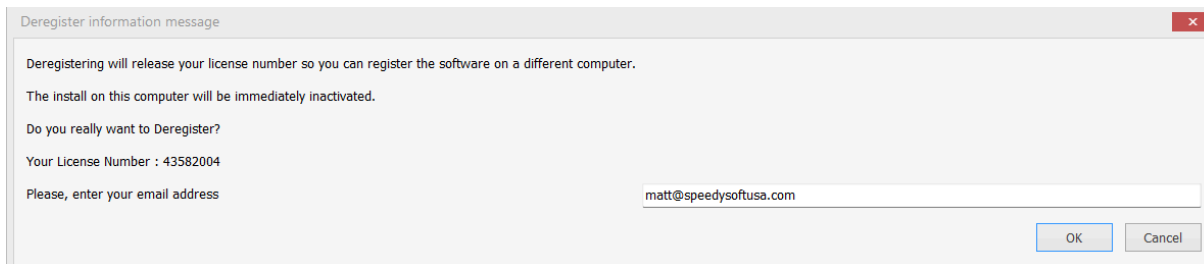 Deregister information message
Deregistering will release your license number so you can register the software on a different computer.
The install on this computer will be immediately inactivated.
Do you really want to Deregister?
Your License Number : 43582004
Please, enter your email address
matt@speedysoftusa.com
OK
Cancel